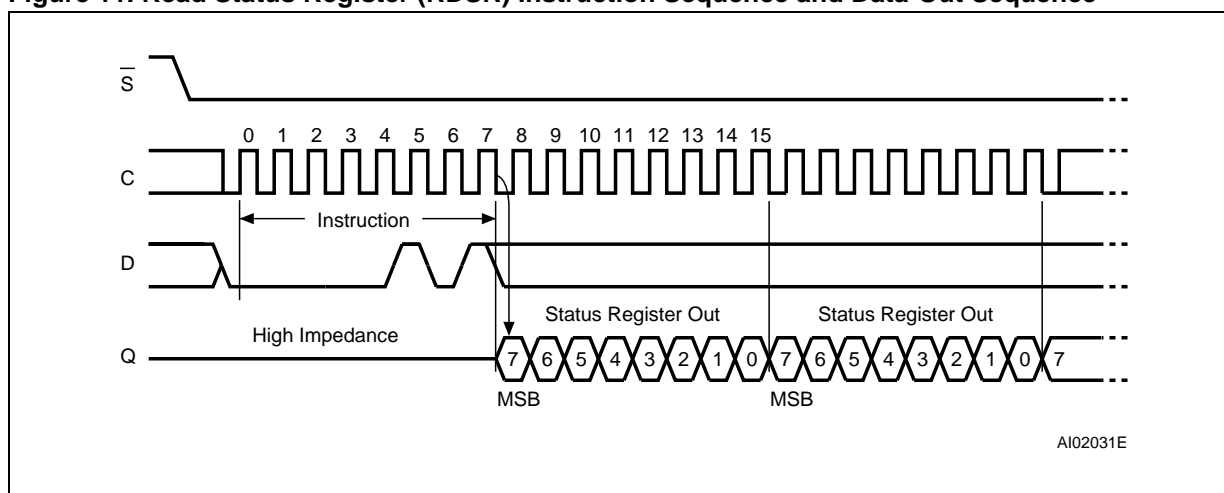 Figure 11. Read Status Register (RDSR) Instruction Sequence and Data-Out Sequence
S
0 1 2 3 4 5 6 7 8 9 10 11 12 13 14 15
C
Instruction
D
Status Register Out Status Register Out
High Impedance
Q 7 6 5 4 3 2 1 0 7 6 5 4 3 2 1 0 7
MSB MSB
AI02031E